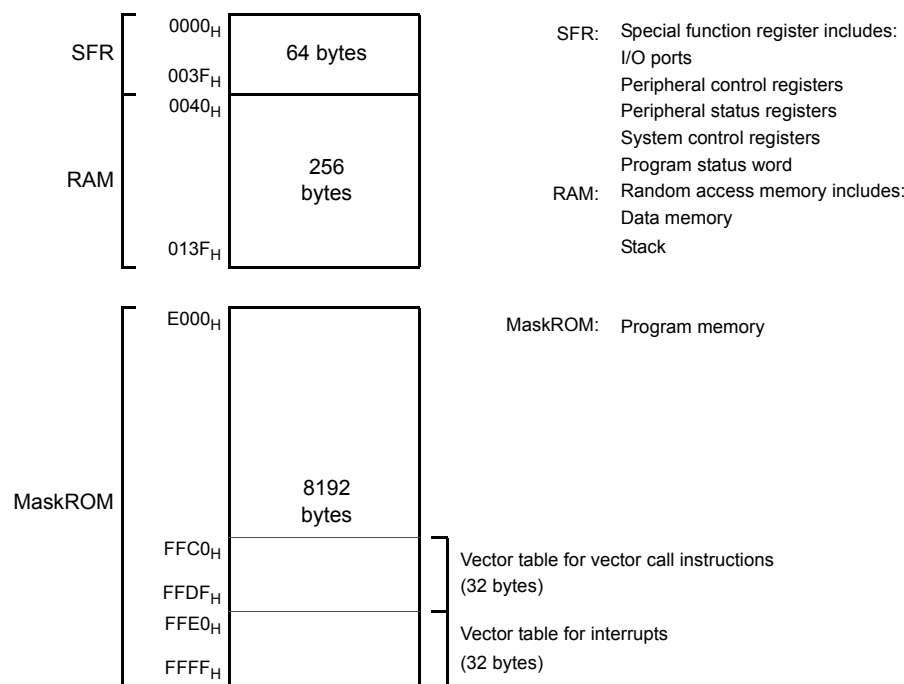 0000H
SFR
64 bytes
003FH
0040H
RAM
256
bytes
013FH
SFR: Special function register includes:
I/O ports
Peripheral control registers
Peripheral status registers
System control registers
Program status word
RAM: Random access memory includes:
Data memory
Stack
E000H
MaskROM: Program memory
MaskROM
8192
bytes
FFC0H
FFDFH
Vector table for vector call instructions
(32 bytes)
FFE0H
FFFFH
Vector table for interrupts
(32 bytes)